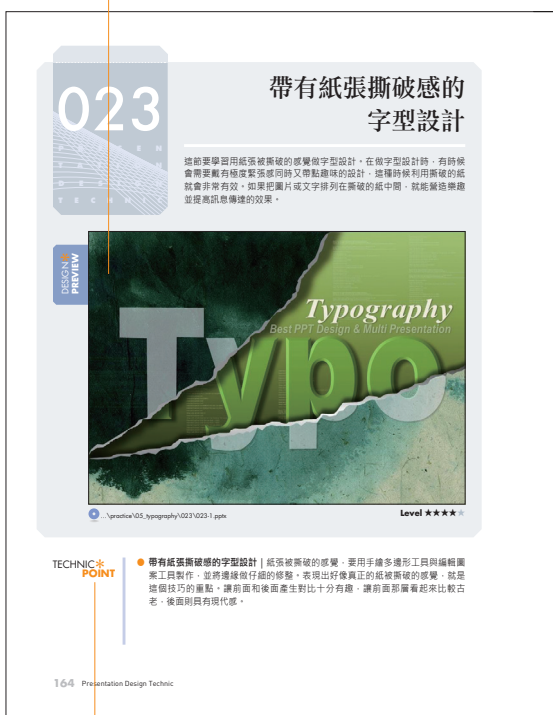 023
PRESEN
TATION
DESIGN
TECHNIC
帶有紙張撕破感的
字型設計
這節要學習用紙張被撕破的感覺做字型設計。在做字型設計時，有時候
會需要戴有極度緊張感同時又帶點趣味的設計，這種時候利用撕破的紙
就會非常有效。如果把圖片或文字排列在撕破的紙中間，就能營造樂趣
並提高訊息傳達的效果。
DESIGN*
PREVIEW
Typography
Best PPT Design & Multi Presentation
Typo
...\practice\05_typography\023\023-1.pptx
Level ★★★★★
TECHNIC*
POINT
● 帶有紙張撕破感的字型設計 | 紙張被撕破的感覺，要用手繪多邊形工具與編輯圖
案工具製作，並將邊緣做仔細的修整。表現出好像真正的紙被撕破的感覺，就是
這個技巧的重點。讓前面和後面產生對比十分有趣，讓前面那層看起來比較古
老，後面則具有現代感。
164 Presentation Design Technic